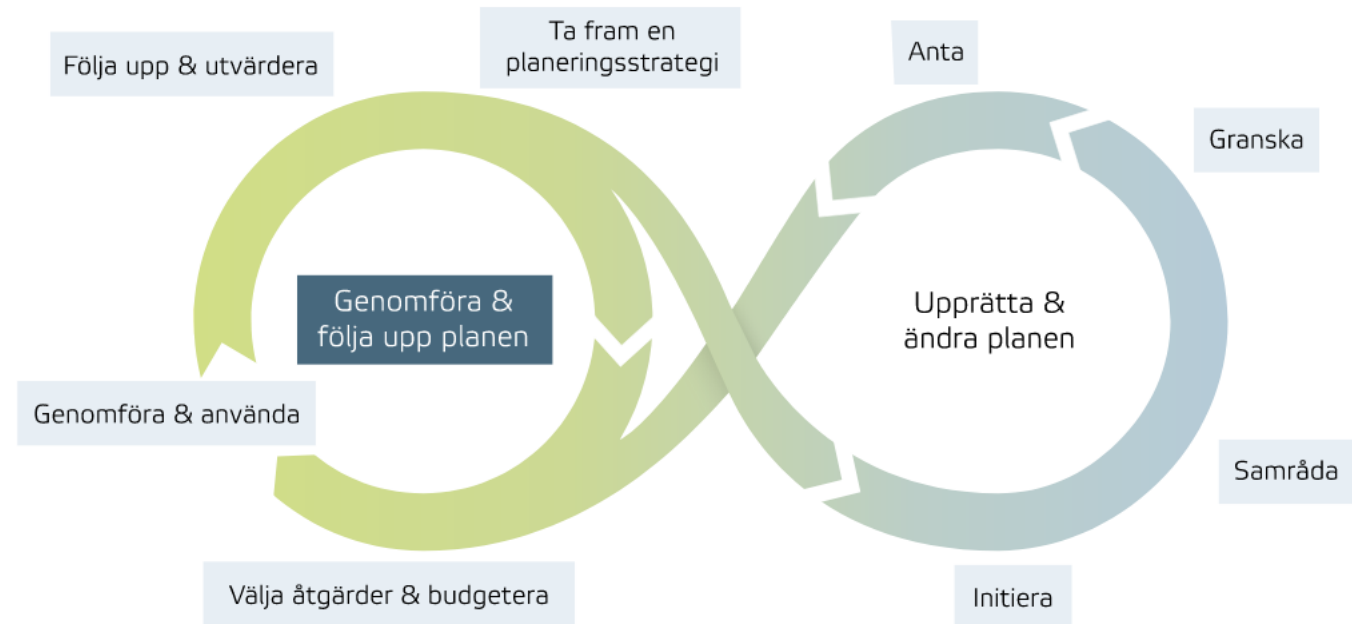 Följa upp & utvärdera
Ta fram en
planeringsstrategi
Anta
Granska
Genomföra &
följa upp planen
Upprätta &
ändra planen
Genomföra & använda
Samråda
Välja åtgärder & budgetera
Initiera